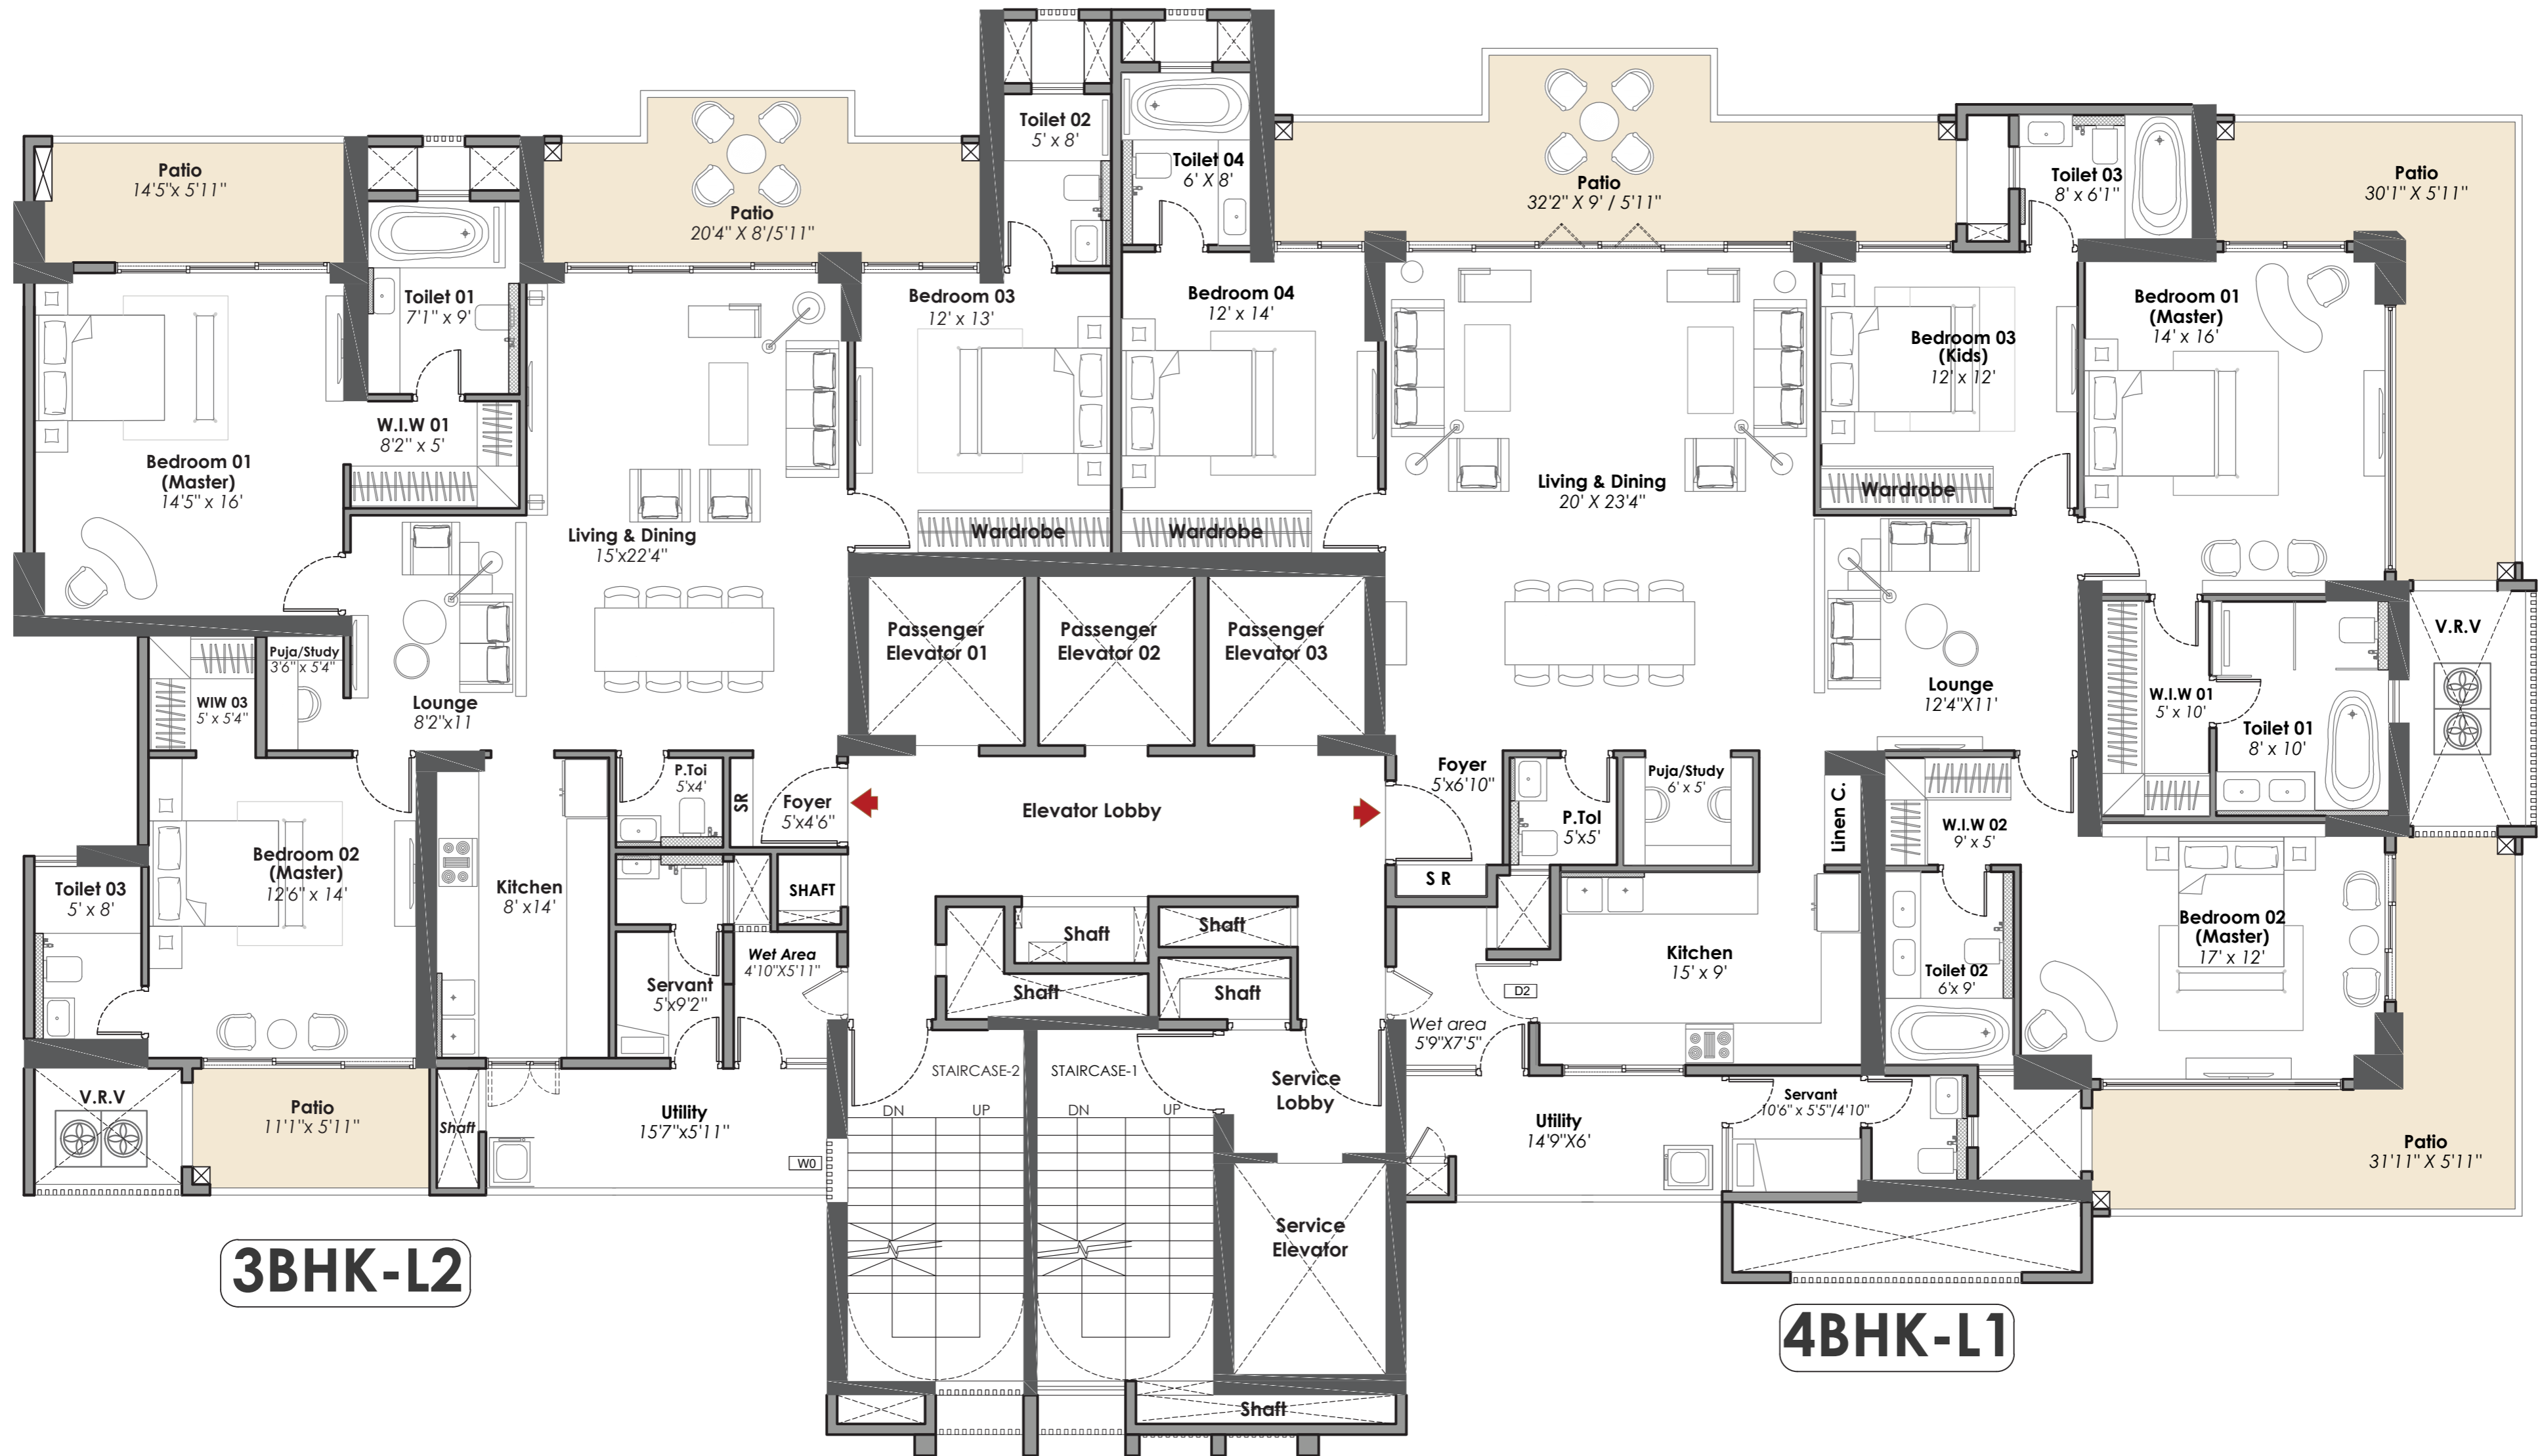 Patio
14'5"x 5'11"
Toilet 01
7'1" x 9'
W.I.W 01
8'2" x 5'
Bedroom 01
(Master)
14'5" x 16'
Patio
20'4" X 8'/5'11"
Living & Dining
15'x22'4"
Toilet 02
5' x 8'
Bedroom 03
12' x 13'
Wardrobe
Puja/Study
3'6" x 5'4"
WIW 03
5' x 5'4"
Lounge
8'2"x11
Bedroom 02
(Master)
12'6" x 14'
Toilet 03
5' x 8'
Kitchen
8' x14'
P.Toi
5'x4'
SR
Foyer
5'x4'6"
SHAFT
Servant
5'x9'2"
Wet Area
4'10"X5'11"
V.R.V
Patio
11'1"x 5'11"
Shaft
Utility
15'7"x5'11"
W0
3BHK-L2
Passenger
Elevator 01
Passenger
Elevator 02
Passenger
Elevator 03
Elevator Lobby
Shaft
Shaft
Shaft
Shaft
STAIRCASE-2
STAIRCASE-1
DN
UP
DN
UP
Service
Lobby
Service
Elevator
Shaft
Toilet 04
6' X 8'
Bedroom 04
12' x 14'
Wardrobe
Patio
32'2" X 9' / 5'11"
Living & Dining
20' X 23'4"
Toilet 03
8' x 6'1"
Patio
30'1" X 5'11"
Bedroom 03
(Kids)
12' x 12'
Wardrobe
Bedroom 01
(Master)
14' x 16'
Lounge
12'4"X11'
W.I.W 01
5' x 10'
Toilet 01
8' x 10'
V.R.V
Foyer
5'x6'10"
S R
P.Tol
5'x5'
Puja/Study
6' x 5'
Linen C.
W.I.W 02
9' x 5'
Kitchen
15' x 9'
D2
Wet area
5'9"X7'5"
Toilet 02
6'x 9'
Bedroom 02
(Master)
17' x 12'
Utility
14'9"X6'
Servant
10'6" x 5'5"/4'10"
Patio
31'11" X 5'11"
4BHK-L1